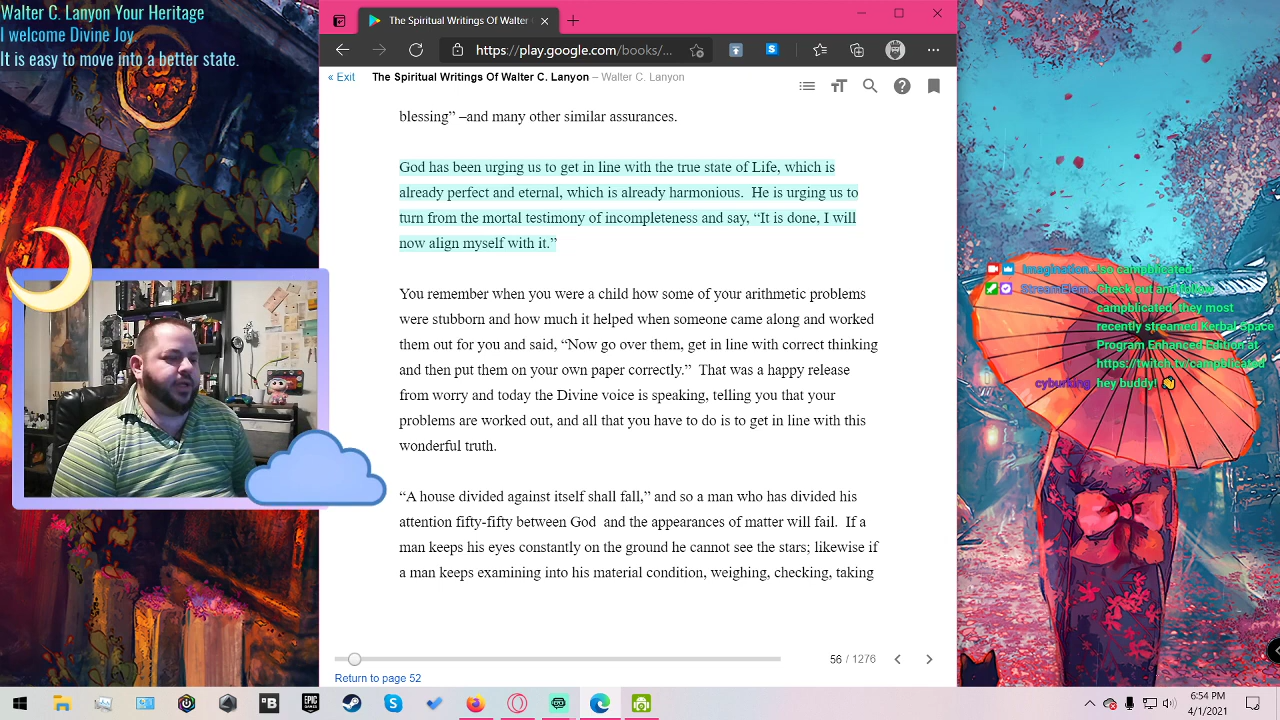 Walter C. Lanyon Your Heritage
I welcome Divine Joy
It is easy to move into a better state.
The Spiritual Writings Of Walter
https://play.google.com/books/...
« Exit
The Spiritual Writings Of Walter C. Lanyon – Walter C. Lanyon
blessing” –and many other similar assurances.
God has been urging us to get in line with the true state of Life, which is
already perfect and eternal, which is already harmonious.  He is urging us to
turn from the mortal testimony of incompleteness and say, “It is done, I will
now align myself with it.”
You remember when you were a child how some of your arithmetic problems
were stubborn and how much it helped when someone came along and worked
them out for you and said, “Now go over them, get in line with correct thinking
and then put them on your own paper correctly.”  That was a happy release
from worry and today the Divine voice is speaking, telling you that your
problems are worked out, and all that you have to do is to get in line with this
wonderful truth.
“A house divided against itself shall fall,” and so a man who has divided his
attention fifty-fifty between God  and the appearances of matter will fail.  If a
man keeps his eyes constantly on the ground he cannot see the stars; likewise if
a man keeps examining into his material condition, weighing, checking, taking
56 / 1276
Return to page 52
imagination... !so campblicated
StreamElem... Check out and follow
campblicated, they most
recently streamed Kerbal Space
Program Enhanced Edition at
https://twitch.tv/campblicated
cyburking hey buddy!
EPIC
GAMES
6:54 PM
4/1/2021